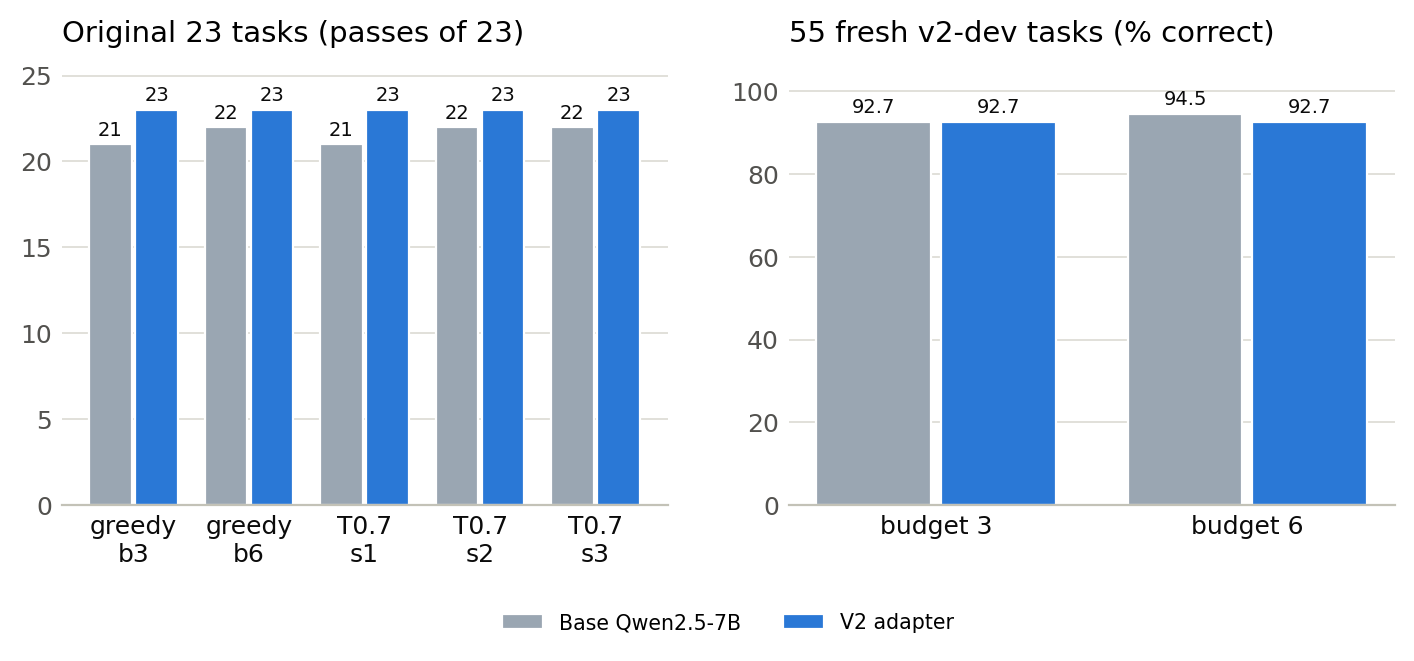 Original 23 tasks (passes of 23)
25
20
15
10
5
0
21
23
22
23
21
23
22
23
22
23
greedy
b3
greedy
b6
T0.7
s1
T0.7
s2
T0.7
s3
55 fresh v2-dev tasks (% correct)
100
80
60
40
20
0
92.7
92.7
94.5
92.7
budget 3
budget 6
Base Qwen2.5-7B
V2 adapter